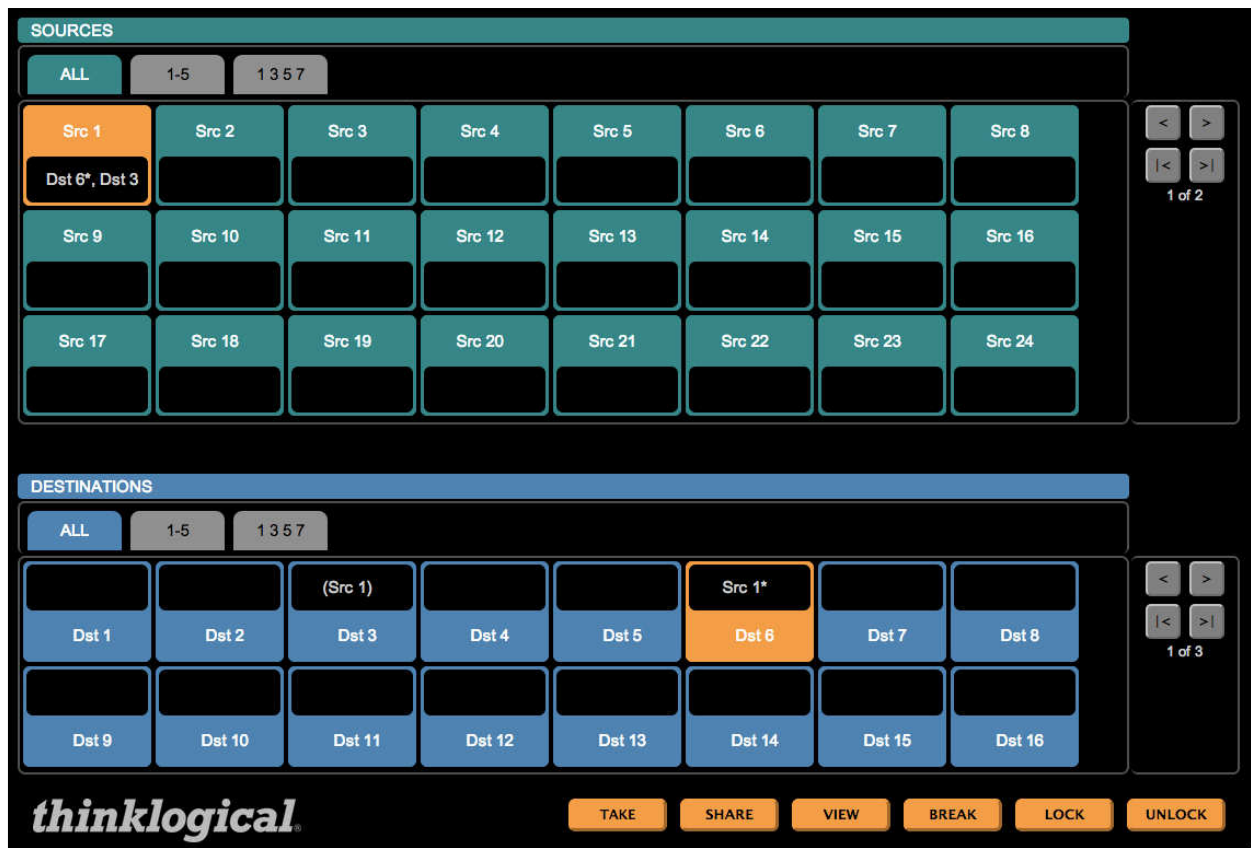 SOURCES
ALL 1-5 1 3 5 7
Src 1 Src 2 Src 3 Src 4 Src 5 Src 6 Src 7 Src 8 < >
Dst 6*, Dst 3 |< >|
1 of 2
Src 9 Src 10 Src 11 Src 12 Src 13 Src 14 Src 15 Src 16
Src 17 Src 18 Src 19 Src 20 Src 21 Src 22 Src 23 Src 24
DESTINATIONS
ALL 1-5 1 3 5 7
(Src 1) Src 1* < >
Dst 1 Dst 2 Dst 3 Dst 4 Dst 5 Dst 6 Dst 7 Dst 8 |< >|
1 of 3
Dst 9 Dst 10 Dst 11 Dst 12 Dst 13 Dst 14 Dst 15 Dst 16
thinklogical® TAKE SHARE VIEW BREAK LOCK UNLOCK